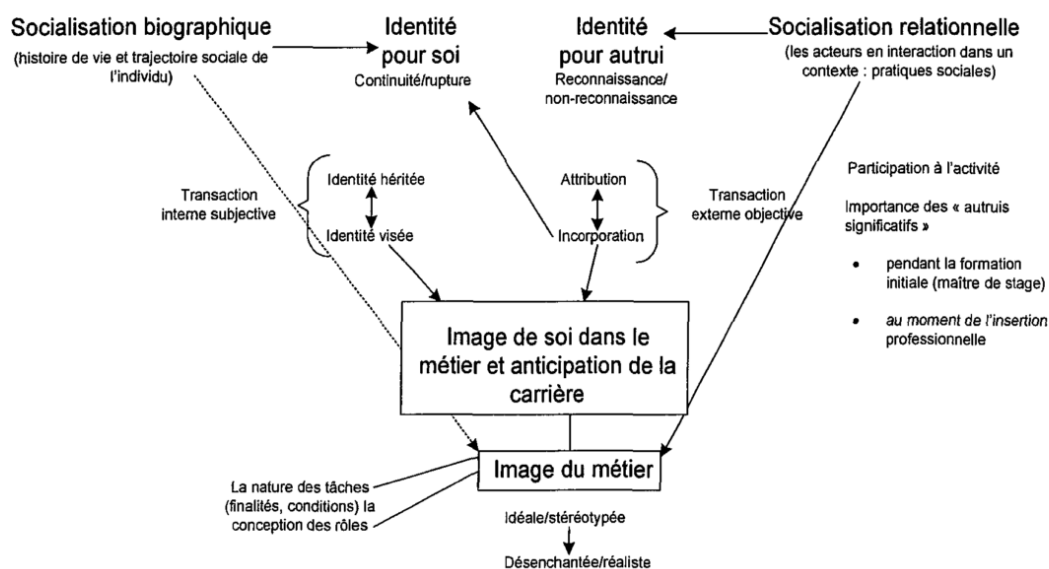 Socialisation biographique
(histoire de vie et trajectoire sociale de
l'individu)
Identité
pour soi
Continuité/rupture
Identité
pour autrui
Reconnaissance/
non-reconnaissance
Socialisation relationnelle
(les acteurs en interaction dans un
contexte : pratiques sociales)
Transaction
interne subjective
Identité héritée
Identité visée
Attribution
Incorporation
Transaction
externe objective
Participation à l'activité
Importance des « autruis
significatifs »
• pendant la formation
initiale (maître de stage)
• au moment de l'insertion
professionnelle
Image de soi dans le
métier et anticipation de la
carrière
Image du métier
La nature des tâches
(finalités, conditions) la
conception des rôles
Idéale/stéréotypée
Désenchantée/réaliste